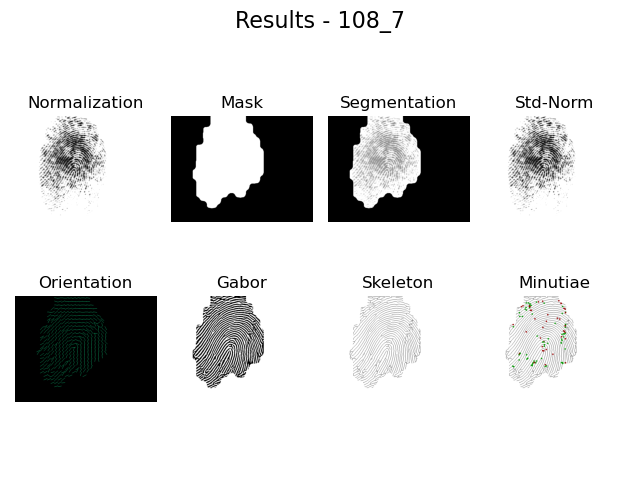 Results - 108_7
Normalization
Mask
Segmentation
Std-Norm
Orientation
Gabor
Skeleton
Minutiae